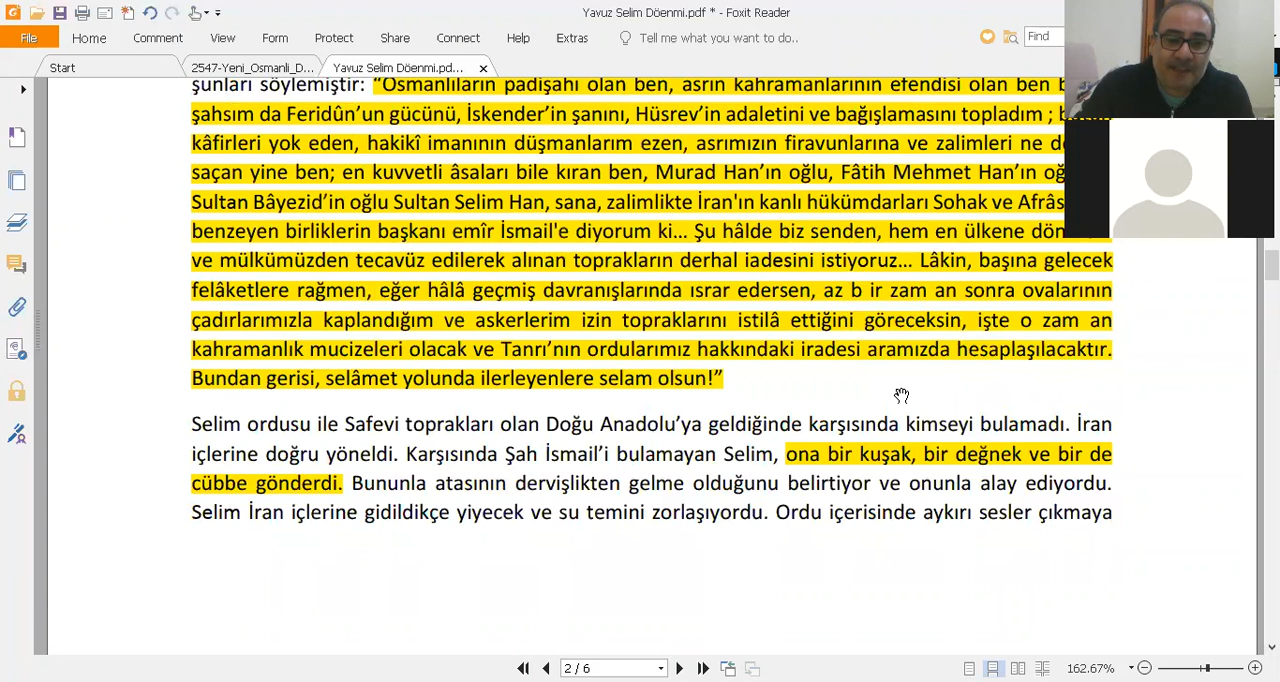 Yavuz Selim Döenmi.pdf * - Foxit Reader
File Home Comment View Form Protect Share Connect Help Extras Tell me what you want to do.. Find
Start 2547-Yeni_Osmanli_D... Yavuz Selim Döenmi.pd...
şunları söylemiştir: “Osmanlıların padişahı olan ben, asrın kahramanlarının efendisi olan ben
şahsım da Feridûn’un gücünü, İskender’in şanını, Hüsrev’in adaletini ve bağışlamasını topladım ;
kâfirleri yok eden, hakikî imanının düşmanlarım ezen, asrımızın firavunlarına ve zalimleri ne
saçan yine ben; en kuvvetli âsaları bile kıran ben, Murad Han’ın oğlu, Fâtih Mehmet Han’ın
Sultan Bâyezid’in oğlu Sultan Selim Han, sana, zalimlikte İran'ın kanlı hükümdarları Sohak ve
benzeyen birliklerin başkanı emîr İsmail'e diyorum ki… Şu hâlde biz senden, hem en ülkene
ve mülkümüzden tecavüz edilerek alınan toprakların derhal iadesini istiyoruz… Lâkin, başına gelecek
felâketlere rağmen, eğer hâlâ geçmiş davranışlarında ısrar edersen, az b ir zam an sonra ovalarının
çadırlarımızla kaplandığım ve askerlerim izin topraklarını istilâ ettiğini göreceksin, işte o zam an
kahramanlık mucizeleri olacak ve Tanrı’nın ordularımız hakkındaki iradesi aramızda hesaplaşılacaktır.
Bundan gerisi, selâmet yolunda ilerleyenlere selam olsun!”
Selim ordusu ile Safevi toprakları olan Doğu Anadolu’ya geldiğinde karşısında kimseyi bulamadı. İran
içlerine doğru yöneldi. Karşısında Şah İsmail’i bulamayan Selim, ona bir kuşak, bir değnek ve bir de
cübbe gönderdi. Bununla atasının dervişlikten gelme olduğunu belirtiyor ve onunla alay ediyordu.
Selim İran içlerine gidildikçe yiyecek ve su temini zorlaşıyordu. Ordu içerisinde aykırı sesler çıkmaya
2 / 6 162.67%